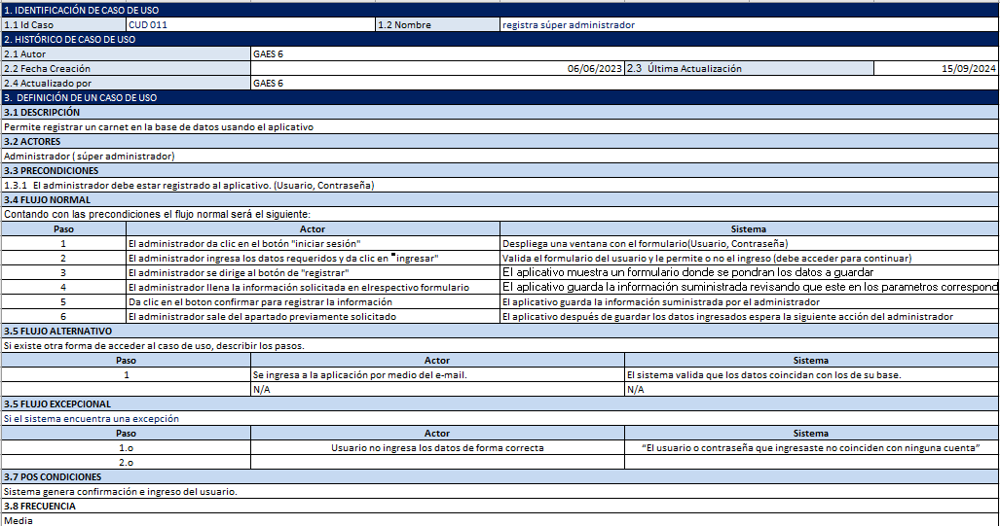 1. IDENTIFICACIÓN DE CASO DE USO
1.1 Id Caso CUD 011 1.2 Nombre registra súper administrador
2. HISTÓRICO DE CASO DE USO
2.1 Autor GAES 6
2.2 Fecha Creación 06/06/2023 2.3 Última Actualización 15/09/2024
2.4 Actualizado por GAES 6
3. DEFINICIÓN DE UN CASO DE USO
3.1 DESCRIPCIÓN
Permite registrar un carnet en la base de datos usando el aplicativo
3.2 ACTORES
Administrador ( súper administrador)
3.3 PRECONDICIONES
1.3.1 El administrador debe estar registrado al aplicativo. (Usuario, Contraseña)
3.4 FLUJO NORMAL
Contando con las precondiciones el flujo normal será el siguiente:
Paso Actor Sistema
1 El administrador da clic en el botón "iniciar sesión" Despliega una ventana con el formulario(Usuario, Contraseña)
2 El administrador ingresa los datos requeridos y da clic en "ingresar" Valida el formulario del usuario y le permite o no el ingreso (debe acceder para continuar)
3 El administrador se dirige al botón de "registrar" El aplicativo muestra un formulario donde se pondran los datos a guardar
4 El administrador llena la información solicitada en elrespectivo formulario El aplicativo guarda la información suministrada revisando que este en los parametros correspond
5 Da clic en el boton confirmar para registrar la información El aplicativo guarda la información suministrada por el administrador
6 El administrador sale del apartado previamente solicitado El aplicativo después de guardar los datos ingresados espera la siguiente acción del administrador
3.5 FLUJO ALTERNATIVO
Si existe otra forma de acceder al caso de uso, describir los pasos.
Paso Actor Sistema
1 Se ingresa a la aplicación por medio del e-mail. El sistema valida que los datos coincidan con los de su base.
N/A N/A
3.5 FLUJO EXCEPCIONAL
Si el sistema encuentra una excepción
Paso Actor Sistema
1.o Usuario no ingresa los datos de forma correcta “El usuario o contraseña que ingresaste no coinciden con ninguna cuenta”
2.o
3.7 POS CONDICIONES
Sistema genera confirmación e ingreso del usuario.
3.8 FRECUENCIA
Media